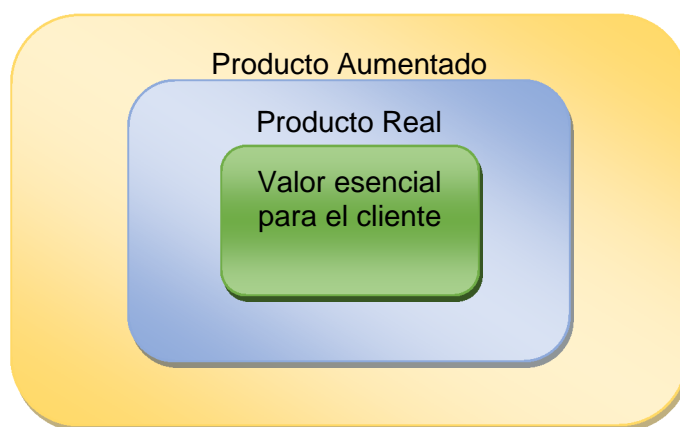 Producto Aumentado
Producto Real
Valor esencial
para el cliente